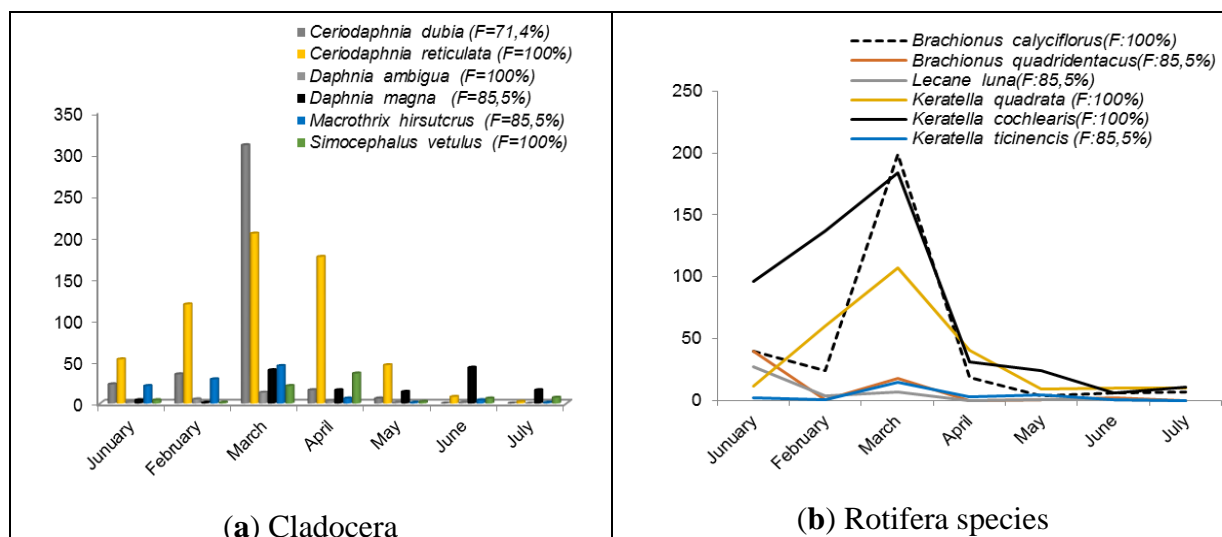 Ceriodaphnia dubia (F=71,4%)
Ceriodaphnia reticulata (F=100%)
Daphnia ambigua (F=100%)
Daphnia magna (F=85,5%)
Macrothrix hirsutcrus (F=85,5%)
Simocephalus vetulus (F=100%)
350
300
250
200
150
100
50
0
Junuary
February
March
April
May
June
July
(a) Cladocera
Brachionus calyciflorus(F:100%)
Brachionus quadridentacus(F:85,5%)
Lecane luna(F:85,5%)
Keratella quadrata (F:100%)
Keratella cochlearis(F:100%)
Keratella ticinencis (F:85,5%)
250
200
150
100
50
0
Junuary
February
March
April
May
June
July
(b) Rotifera species